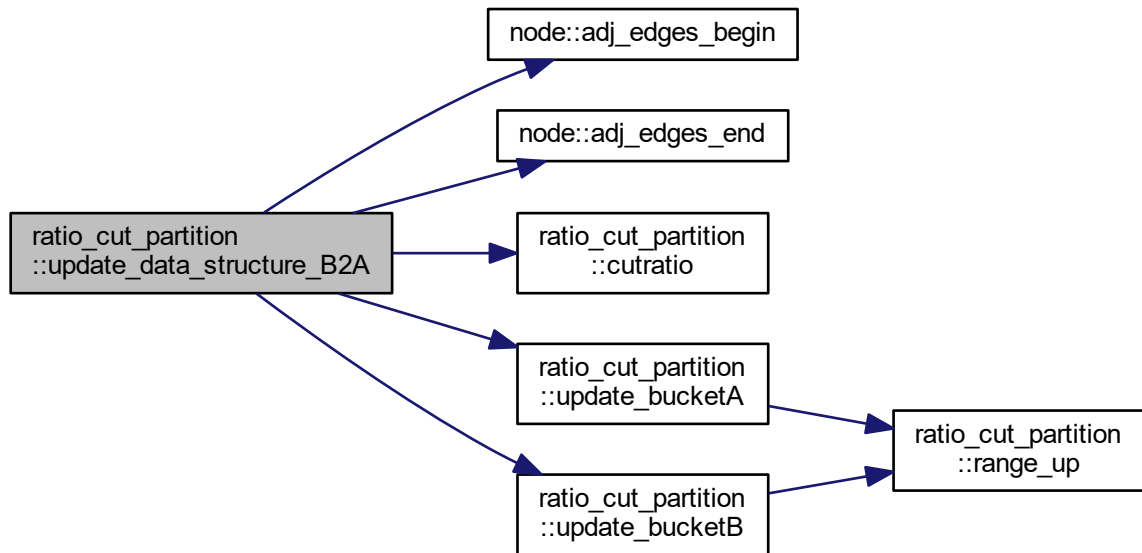 node::adj_edges_begin
node::adj_edges_end
ratio_cut_partition
::update_data_structure_B2A
ratio_cut_partition
::cutratio
ratio_cut_partition
::update_bucketA
ratio_cut_partition
::range_up
ratio_cut_partition
::update_bucketB